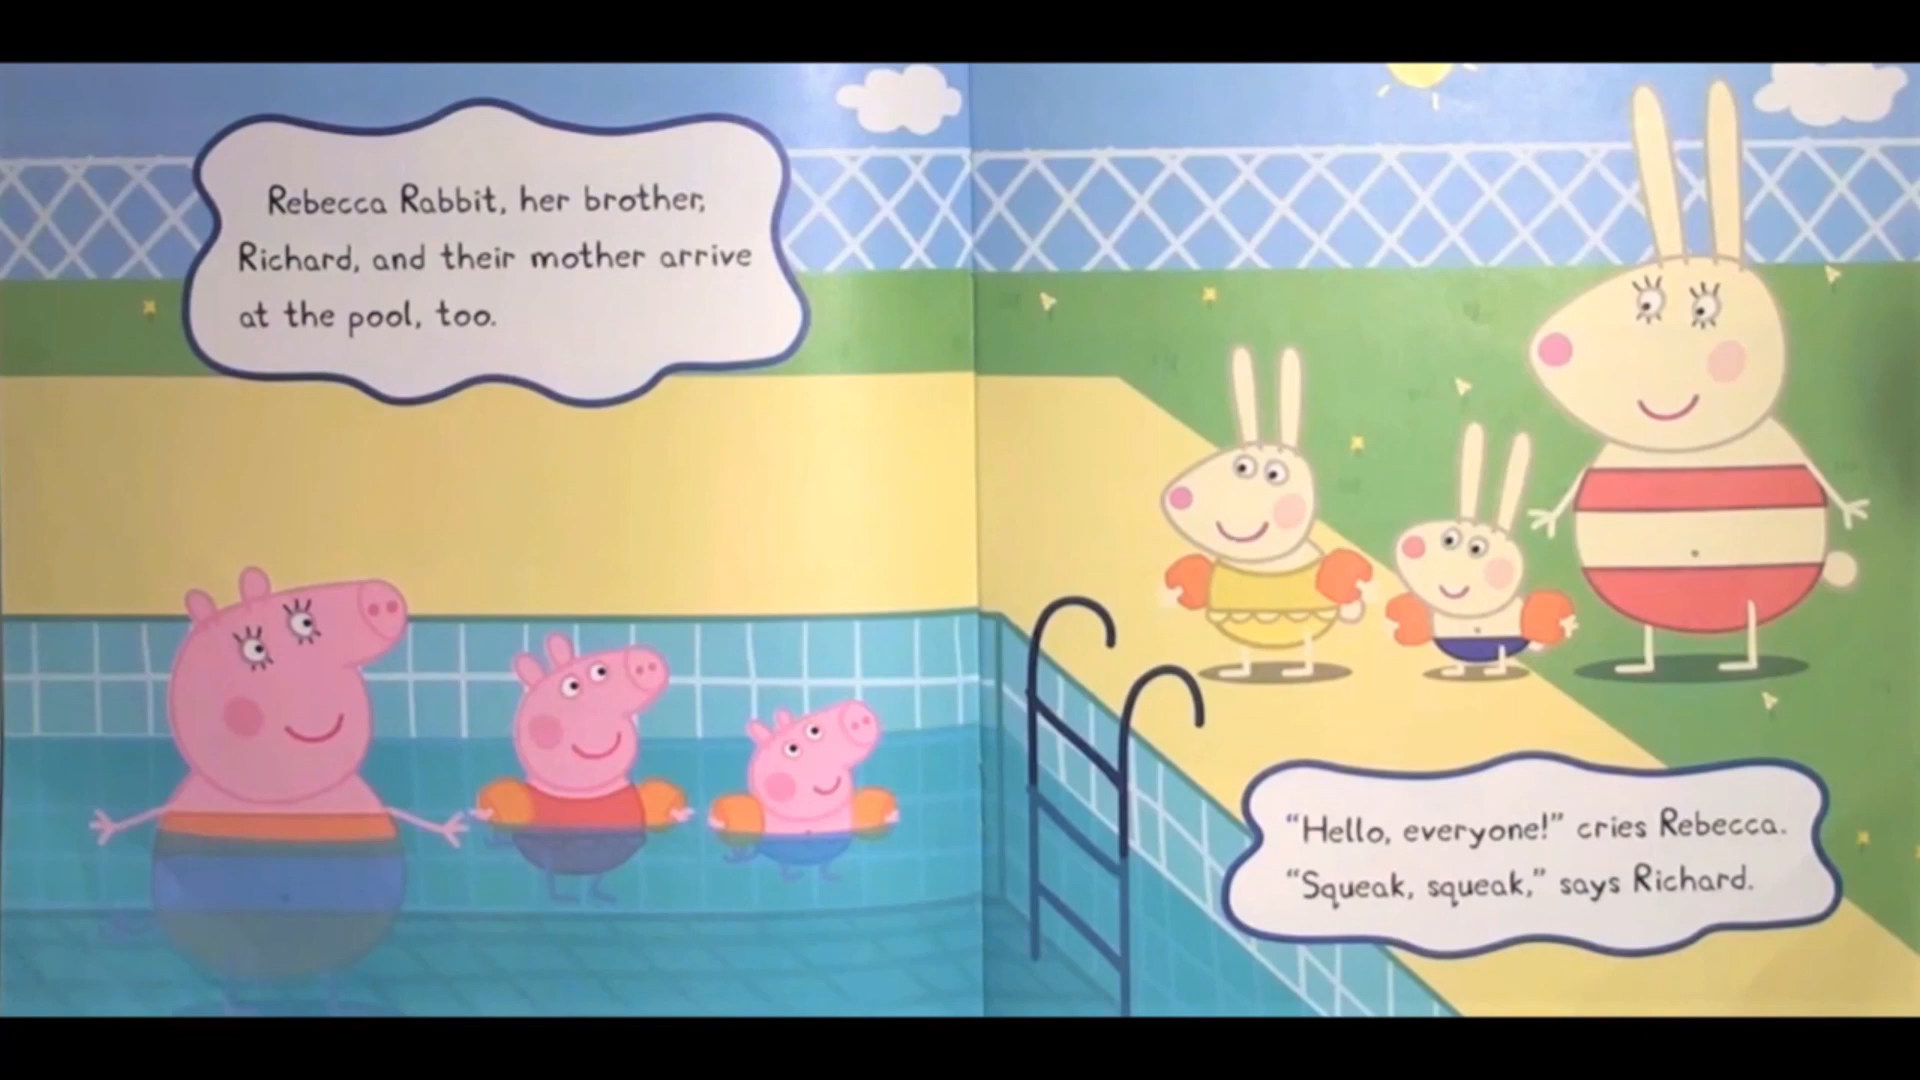 Rebecca Rabbit, her brother,
Richard, and their mother arrive
at the pool, too.
“Hello, everyone!” cries Rebecca.
“Squeak, squeak,” says Richard.